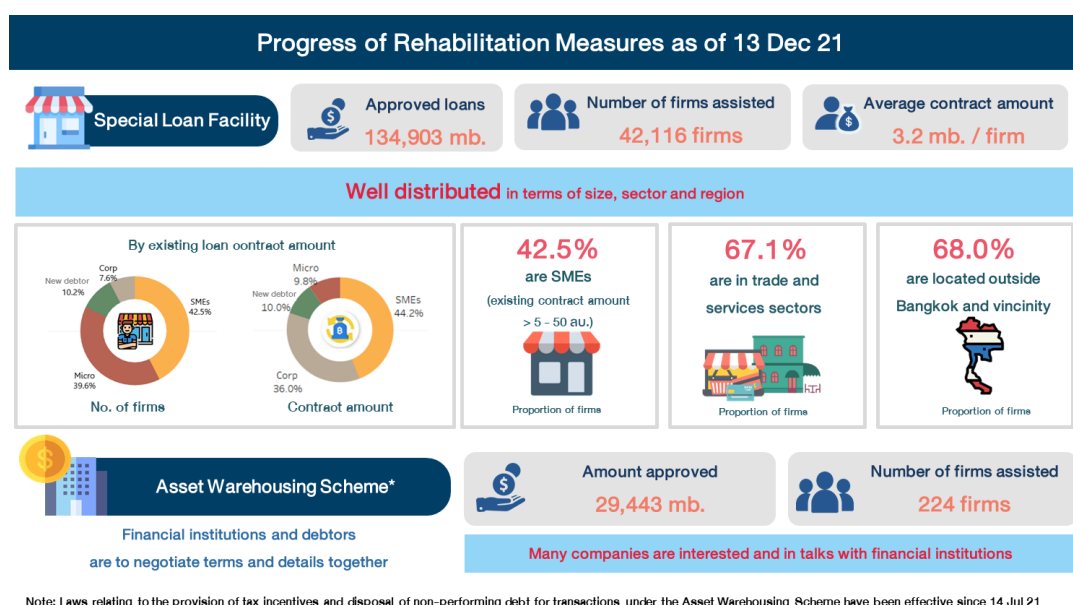 Progress of Rehabilitation Measures as of 13 Dec 21
Special Loan Facility
Approved loans
134,903 mb.
Number of firms assisted
42,116 firms
Average contract amount
3.2 mb. / firm
Well distributed in terms of size, sector and region
By existing loan contract amount
Corp
7.6%
New debtor
10.2%
SMEs
42.5%
Micro
39.6%
No. of firms
Micro
9.8%
New debtor
10.0%
SMEs
44.2%
Corp
36.0%
Contract amount
42.5%
are SMEs
(existing contract amount
> 5 - 50 ลบ.)
Proportion of firms
67.1%
are in trade and
services sectors
Proportion of firms
68.0%
are located outside
Bangkok and vincinity
Proportion of firms
Asset Warehousing Scheme*
Financial institutions and debtors
are to negotiate terms and details together
Amount approved
29,443 mb.
Number of firms assisted
224 firms
Many companies are interested and in talks with financial institutions
Note: Laws relating to the provision of tax incentives and disposal of non-performing debt for transactions under the Asset Warehousing Scheme have been effective since 14 Jul 21